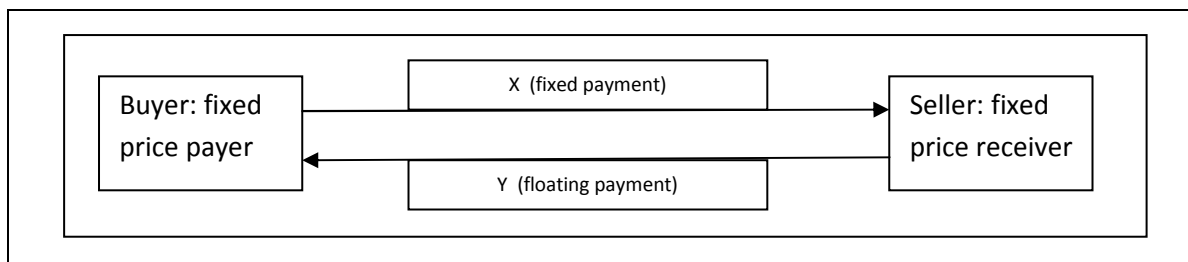 X (fixed payment)
Buyer: fixed
price payer
Seller: fixed
price receiver
Y (floating payment)